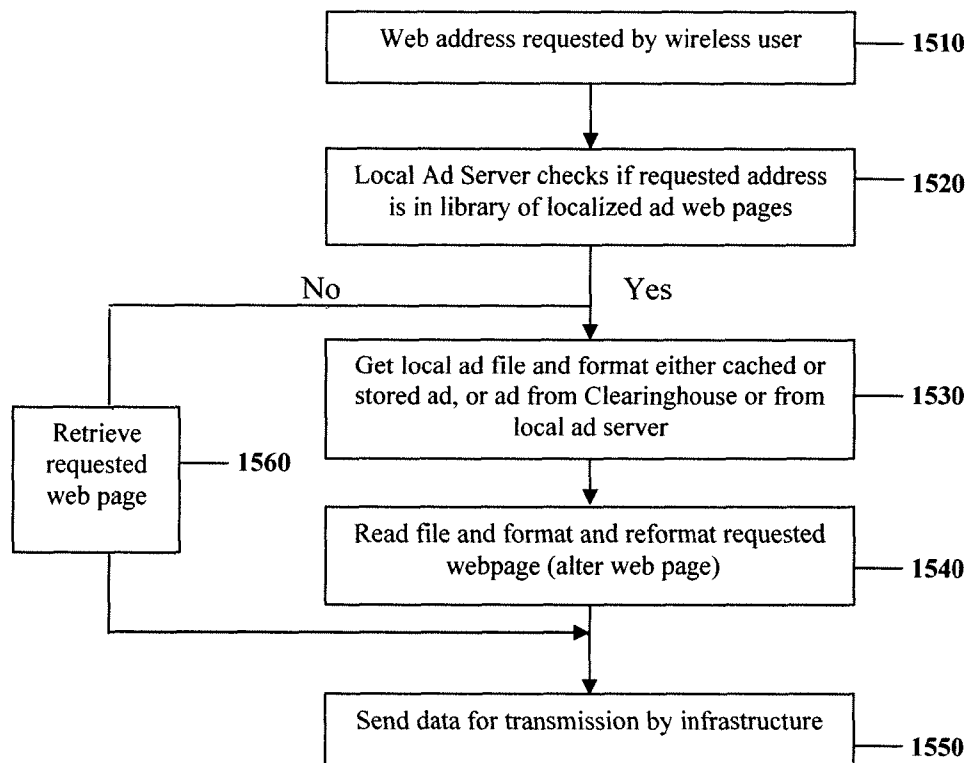 Web address requested by wireless user
1510
Local Ad Server checks if requested address
is in library of localized ad web pages
1520
No
Yes
Get local ad file and format either cached or
stored ad, or ad from Clearinghouse or from
local ad server
1530
Retrieve
requested
web page
1560
Read file and format and reformat requested
webpage (alter web page)
1540
Send data for transmission by infrastructure
1550